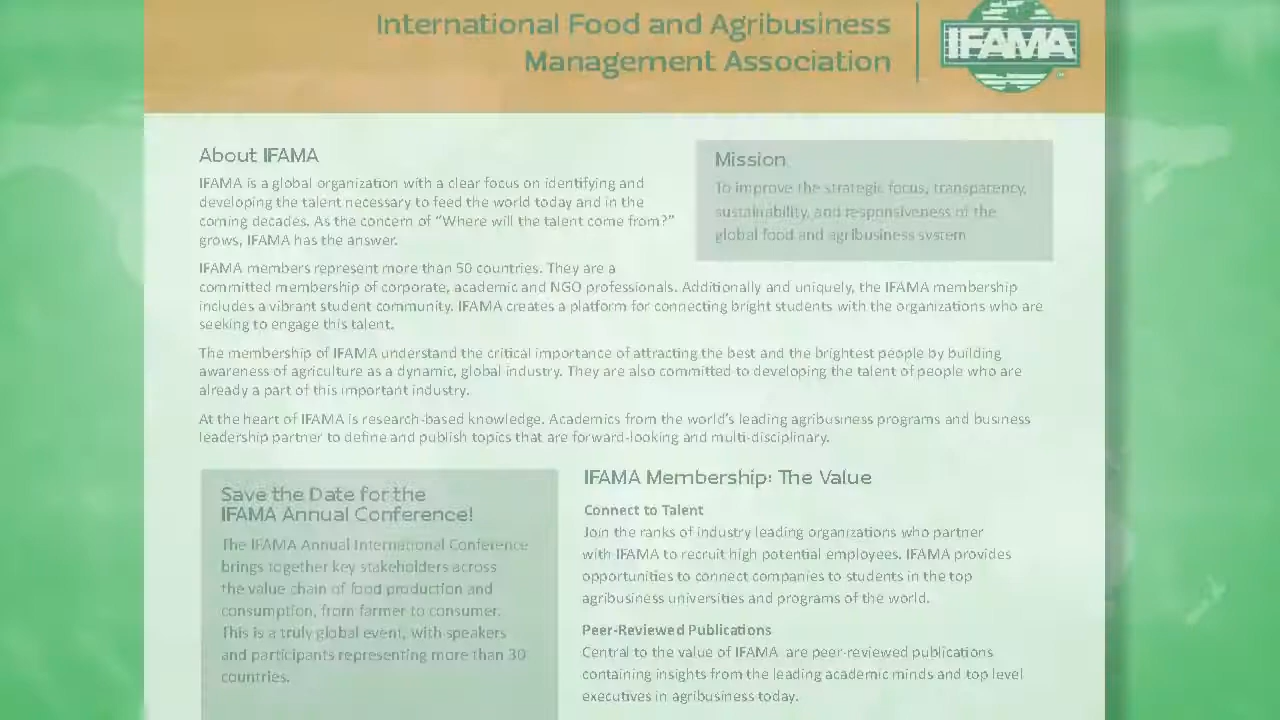 International Food and Agribusiness
Management Association
IFAMA
About IFAMA
IFAMA is a global organization with a clear focus on identifying and
developing the talent necessary to feed the world today and in the
coming decades. As the concern of “Where will the talent come from?”
grows, IFAMA has the answer.
Mission
To improve the strategic focus, transparency,
sustainability, and responsiveness of the
global food and agribusiness system
IFAMA members represent more than 50 countries. They are a
committed membership of corporate, academic and NGO professionals. Additionally and uniquely, the IFAMA membership
includes a vibrant student community. IFAMA creates a platform for connecting bright students with the organizations who are
seeking to engage this talent.
The membership of IFAMA understand the critical importance of attracting the best and the brightest people by building
awareness of agriculture as a dynamic, global industry. They are also committed to developing the talent of people who are
already a part of this important industry.
At the heart of IFAMA is research-based knowledge. Academics from the world’s leading agribusiness programs and business
leadership partner to define and publish topics that are forward-looking and multi-disciplinary.
Save the Date for the
IFAMA Annual Conference!
The IFAMA Annual International Conference
brings together key stakeholders across
the value chain of food production and
consumption, from farmer to consumer.
This is a truly global event, with speakers
and participants representing more than 30
countries.
IFAMA Membership: The Value
Connect to Talent
Join the ranks of industry leading organizations who partner
with IFAMA to recruit high potential employees. IFAMA provides
opportunities to connect companies to students in the top
agribusiness universities and programs of the world.
Peer-Reviewed Publications
Central to the value of IFAMA are peer-reviewed publications
containing insights from the leading academic minds and top level
executives in agribusiness today.